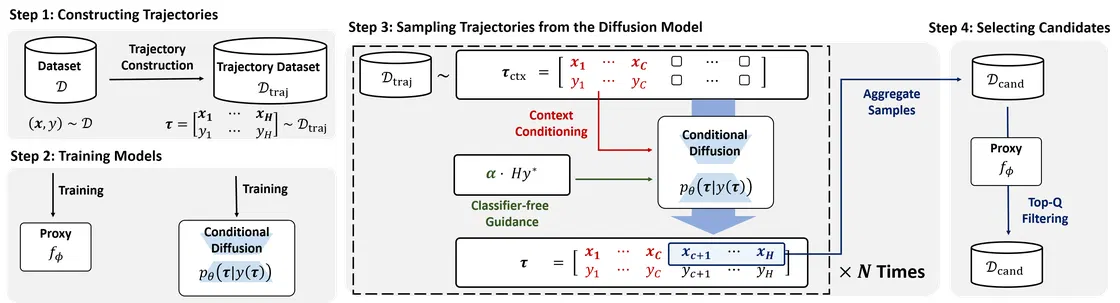 Step 1: Constructing Trajectories
Dataset
𝒟
Trajectory
Construction
Trajectory Dataset
𝒟traj
(x, y) ~ 𝒟
τ = [x1 ⋯ xH
y1 ⋯ yH] ~ 𝒟traj
Step 2: Training Models
Training
Proxy
fϕ
Training
Conditional
Diffusion
pθ(τ|y(τ))
Step 3: Sampling Trajectories from the Diffusion Model
𝒟traj ~
τctx = [x1 ⋯ xC ▢ ⋯ ▢
y1 ⋯ yC ▢ ⋯ ▢]
Context
Conditioning
Conditional
Diffusion
pθ(τ|y(τ))
α · Hy*
Classifier-free
Guidance
τ = [x1 ⋯ xC xc+1 ⋯ xH
y1 ⋯ yC yc+1 ⋯ yH]
× N Times
Aggregate
Samples
Step 4: Selecting Candidates
𝒟cand
Proxy
fϕ
Top-Q
Filtering
𝒟cand